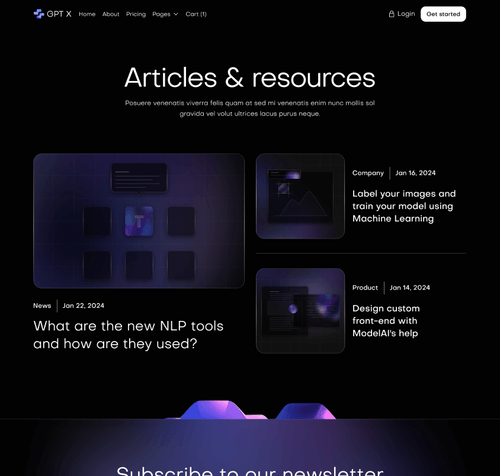 GPT X Home About Pricing Pages Cart (1) Login Get started
Articles & resources
Posuere venenatis viverra felis quam at sed mi venenatis enim nunc mollis sol
gravida vel volut ultrices lacus purus neque.
Company Jan 16, 2024
Label your images and
train your model using
Machine Learning
Product Jan 14, 2024
Design custom
front-end with
ModelAI's help
News Jan 22, 2024
What are the new NLP tools
and how are they used?
Subscribe to our newsletter